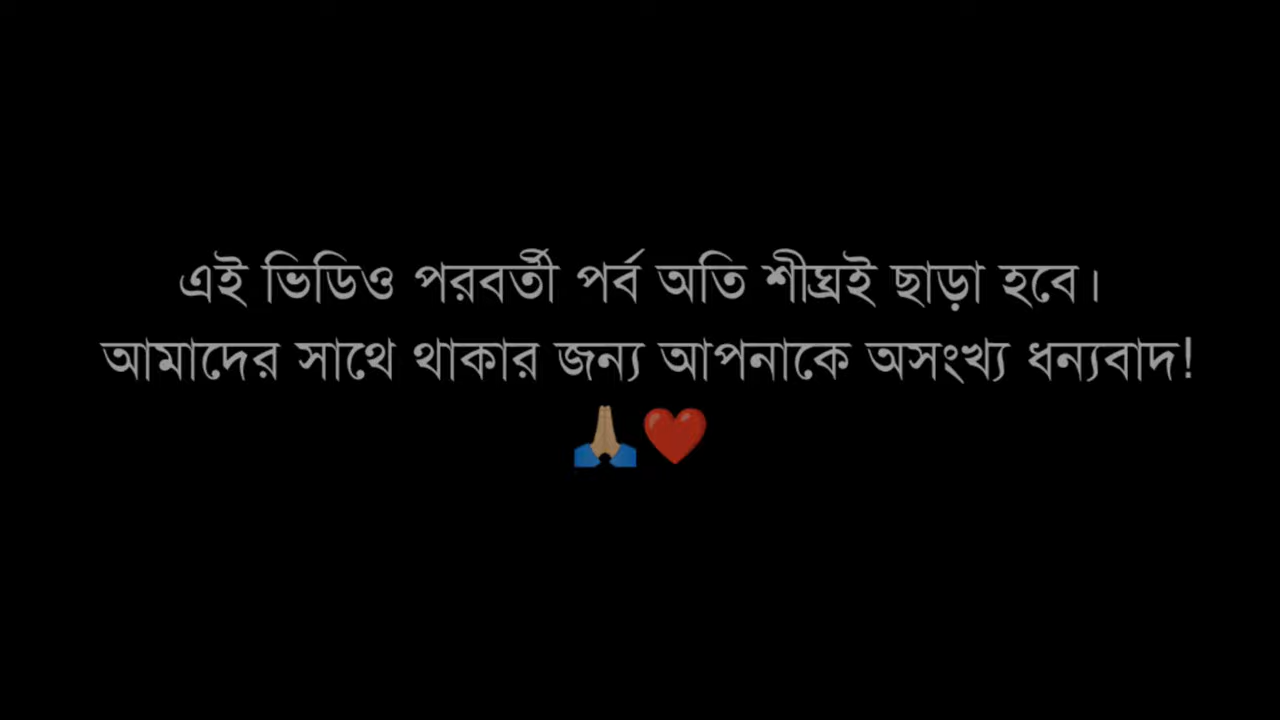 এই ভিডিও পরবর্তী পর্ব অতি শীঘ্রই ছাড়া হবে।
আমাদের সাথে থাকার জন্য আপনাকে অসংখ্য ধন্যবাদ!
🙏🏼❤️